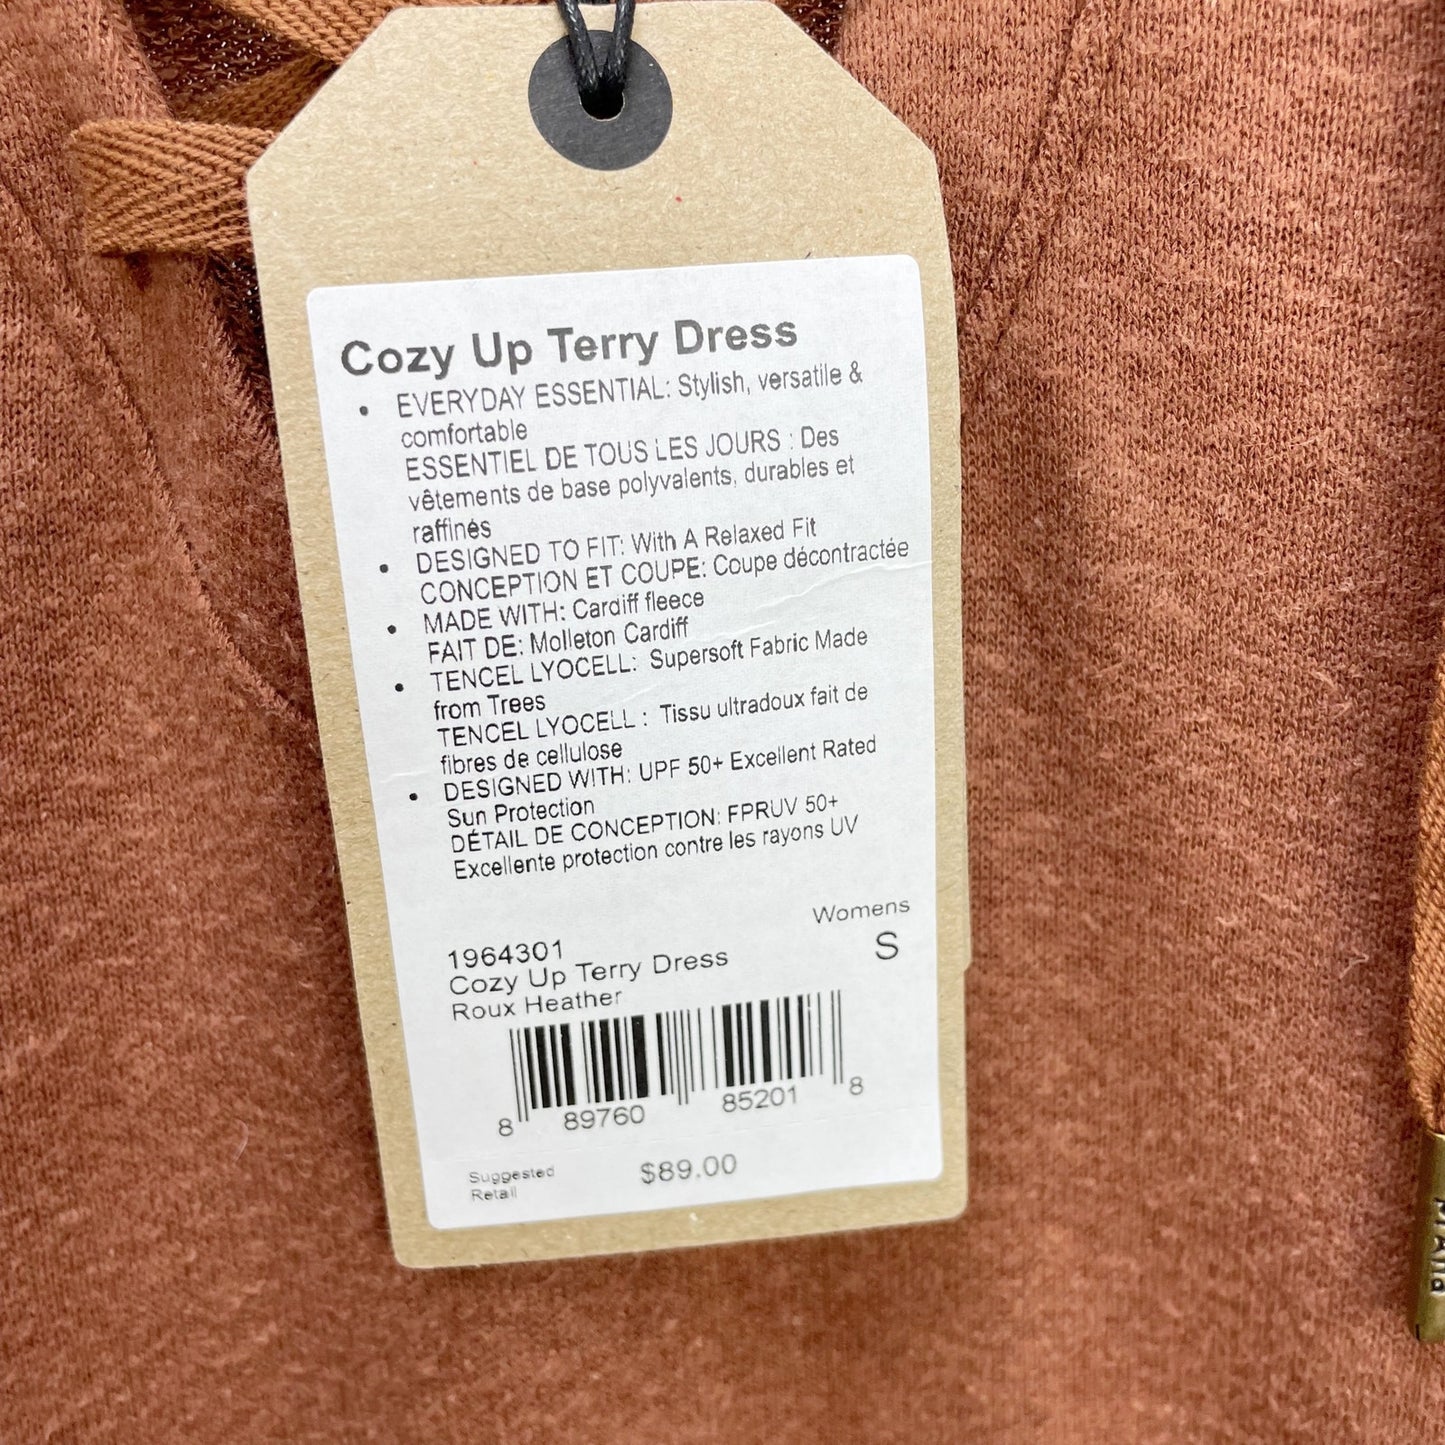 Cozy Up Terry Dress
• EVERYDAY ESSENTIAL: Stylish, versatile &
comfortable
ESSENTIEL DE TOUS LES JOURS : Des
vêtements de base polyvalents, durables et
raffinés
• DESIGNED TO FIT: With A Relaxed Fit
CONCEPTION ET COUPE: Coupe décontractée
• MADE WITH: Cardiff fleece
FAIT DE: Molleton Cardiff
• TENCEL LYOCELL: Supersoft Fabric Made
from Trees
TENCEL LYOCELL : Tissu ultradoux fait de
fibres de cellulose
• DESIGNED WITH: UPF 50+ Excellent Rated
Sun Protection
DÉTAIL DE CONCEPTION: FPRUV 50+
Excellente protection contre les rayons UV
Womens
S
1964301
Cozy Up Terry Dress
Roux Heather
8 89760 85201 8
Suggested
Retail
$89.00